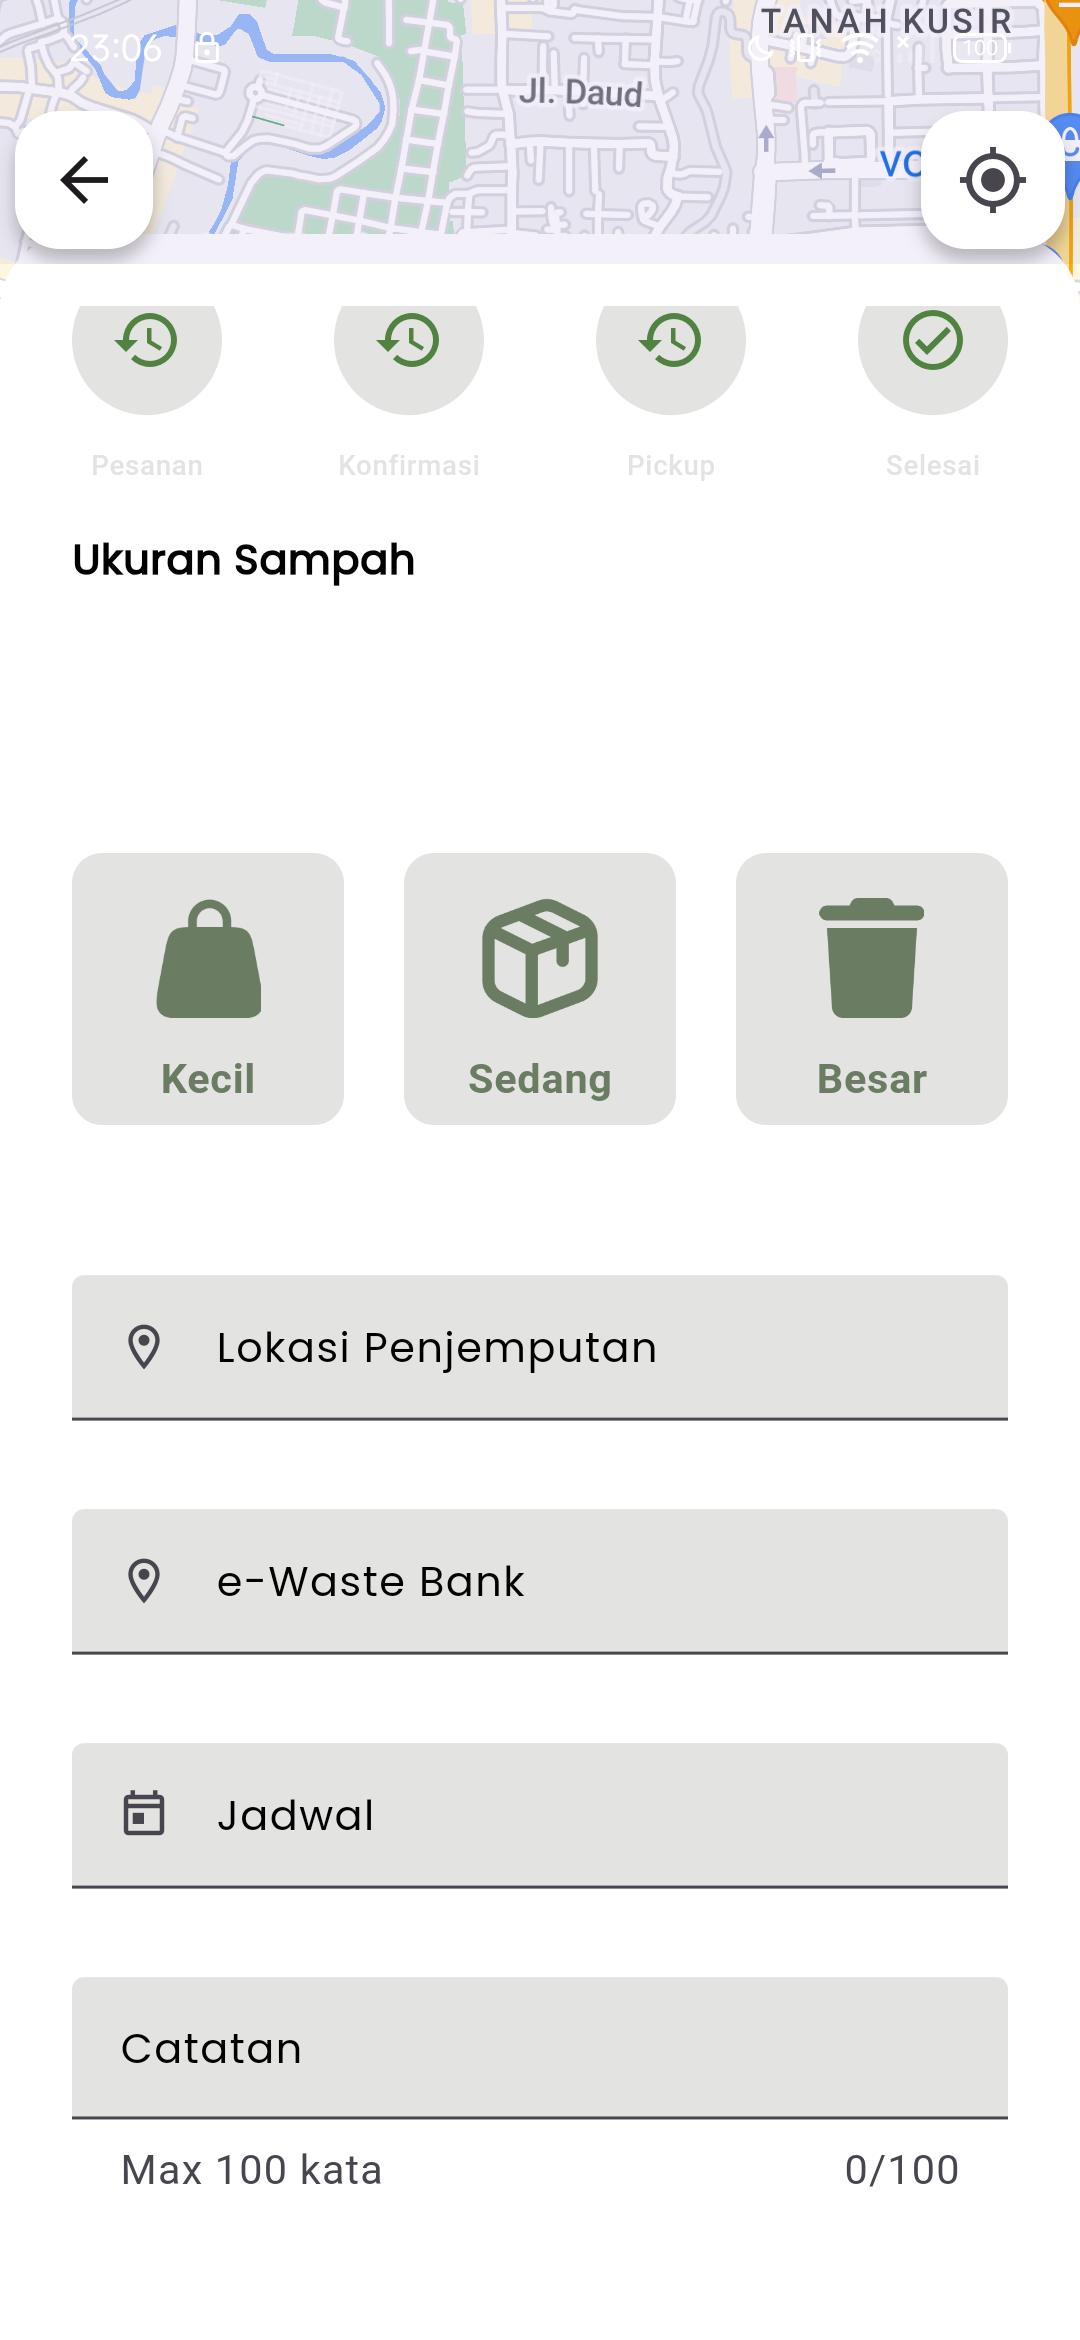 TANAH KUSIR
23:06
100
Jl. Daud
Pesanan
Konfirmasi
Pickup
Selesai
Ukuran Sampah
Kecil
Sedang
Besar
Lokasi Penjemputan
e-Waste Bank
Jadwal
Catatan
Max 100 kata
0/100